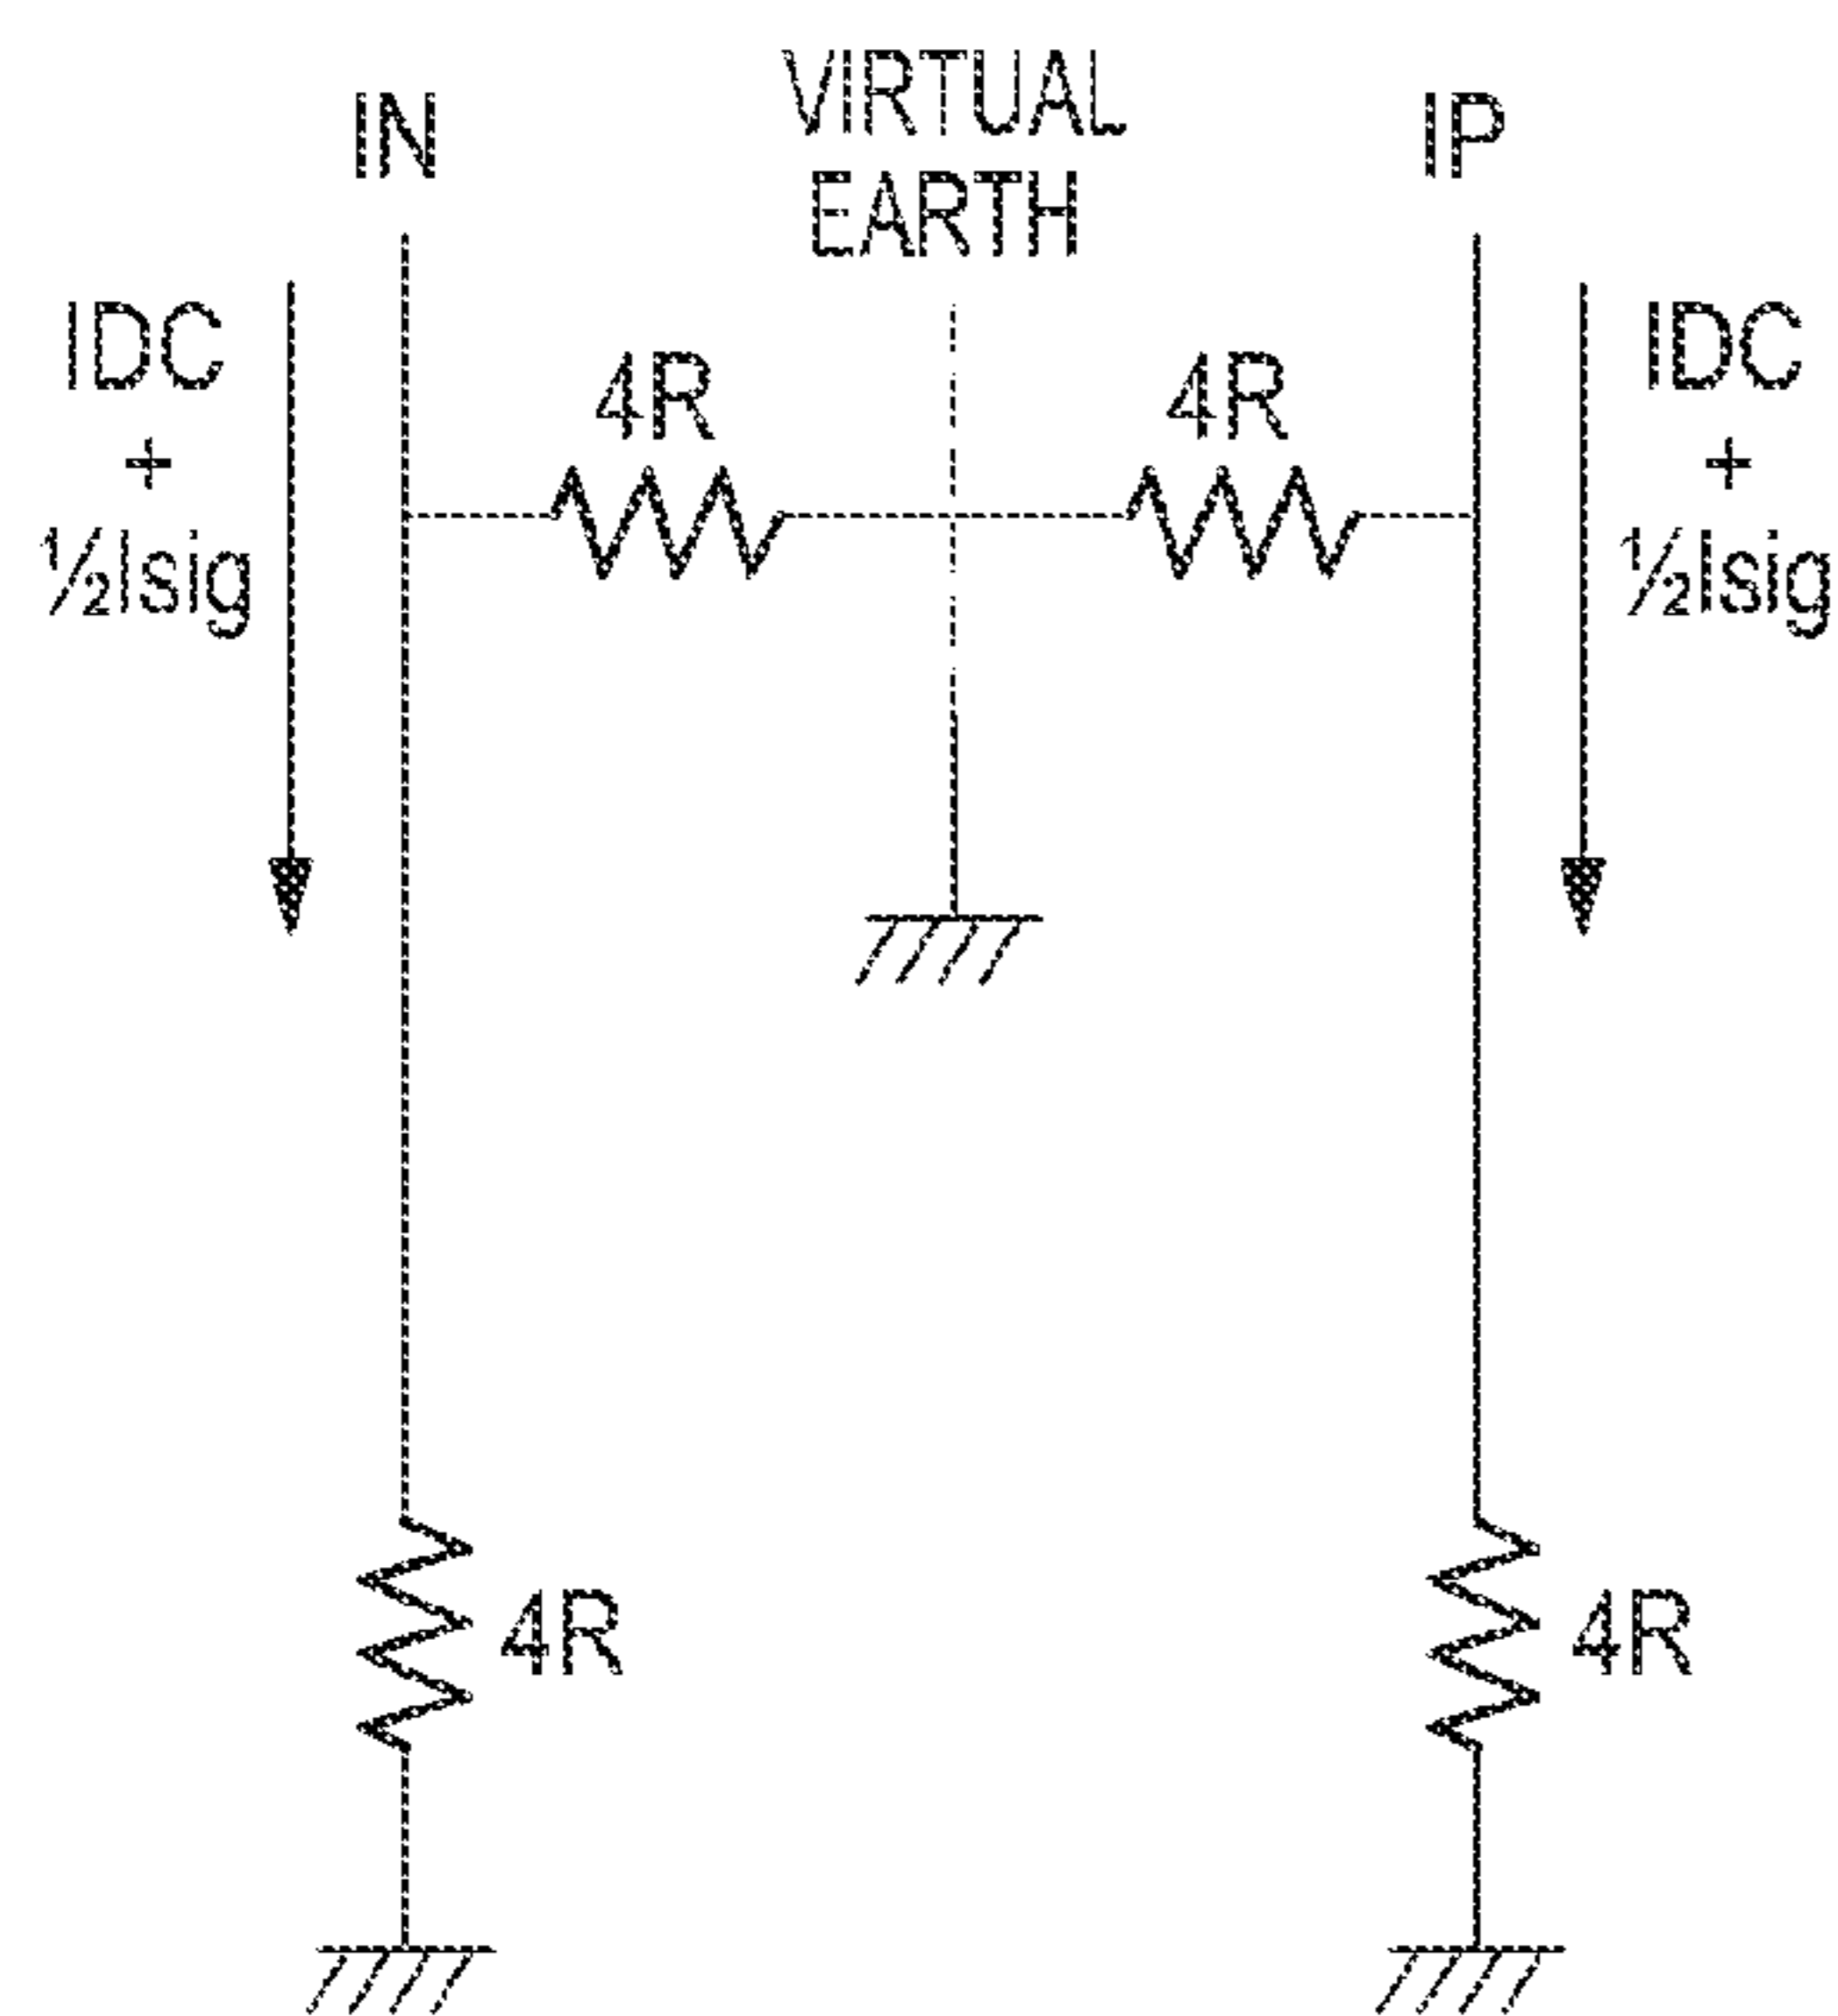 IN
VIRTUAL
EARTH
IP
IDC
+
½Isig
4R
4R
IDC
+
½Isig
4R
4R